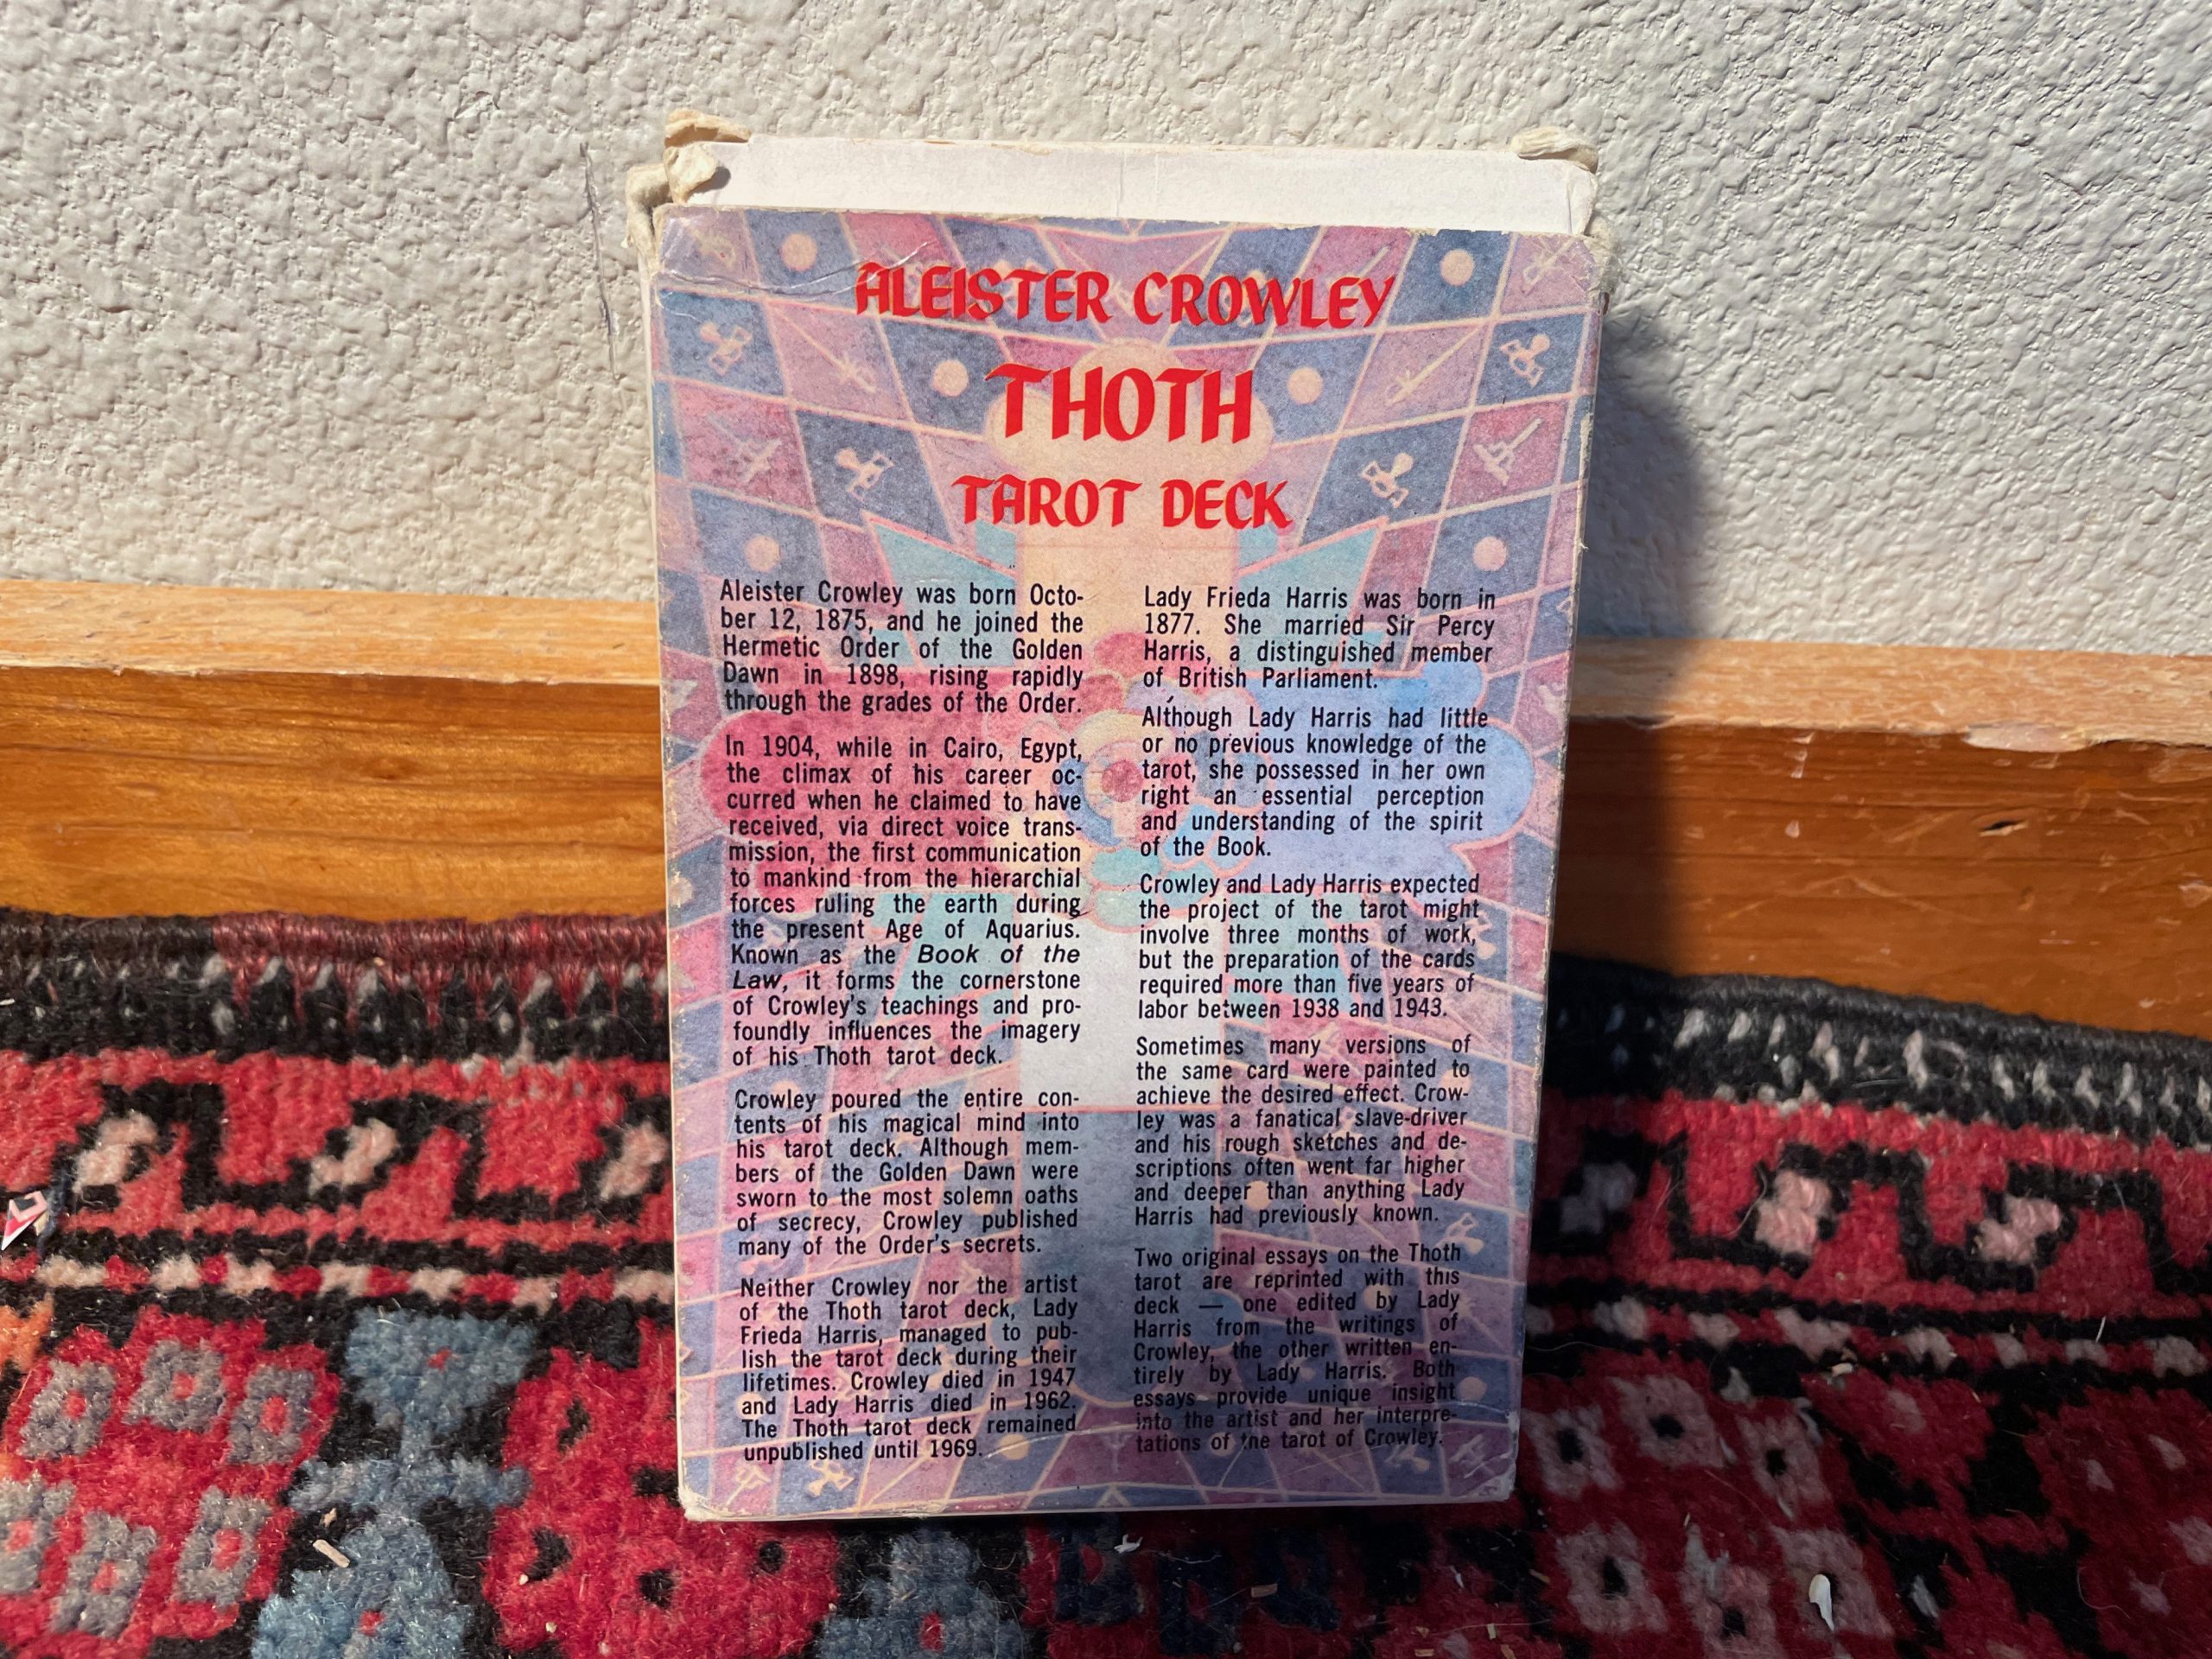 ALEISTER CROWLEY
THOTH
TAROT DECK
Aleister Crowley was born Octo-
ber 12, 1875, and he joined the
Hermetic Order of the Golden
Dawn in 1898, rising rapidly
through the grades of the Order.
In 1904, while in Cairo, Egypt,
the climax of his career oc-
curred when he claimed to have
received, via direct voice trans-
mission, the first communication
to mankind from the hierarchial
forces ruling the earth during
the present Age of Aquarius.
Known as the Book of the
Law, it forms the cornerstone
of Crowley's teachings and pro-
foundly influences the imagery
of his Thoth tarot deck.
Crowley poured the entire con-
tents of his magical mind into
his tarot deck. Although mem-
bers of the Golden Dawn were
sworn to the most solemn oaths
of secrecy, Crowley published
many of the Order's secrets.
Neither Crowley nor the artist
of the Thoth tarot deck, Lady
Frieda Harris, managed to pub-
lish the tarot deck during their
lifetimes. Crowley died in 1947
and Lady Harris died in 1962.
The Thoth tarot deck remained
unpublished until 1969.
Lady Frieda Harris was born in
1877. She married Sir Percy
Harris, a distinguished member
of British Parliament.
Although Lady Harris had little
or no previous knowledge of the
tarot, she possessed in her own
right an essential perception
and understanding of the spirit
of the Book.
Crowley and Lady Harris expected
the project of the tarot might
involve three months of work,
but the preparation of the cards
required more than five years of
labor between 1938 and 1943.
Sometimes many versions of
the same card were painted to
achieve the desired effect. Crow-
ley was a fanatical slave-driver
and his rough sketches and de-
scriptions often went far higher
and deeper than anything Lady
Harris had previously known.
Two original essays on the Thoth
tarot are reprinted with this
deck — one edited by Lady
Harris from the writings of
Crowley, the other written en-
tirely by Lady Harris. Both
essays provide unique insight
into the artist and her interpre-
tations of the tarot of Crowley.